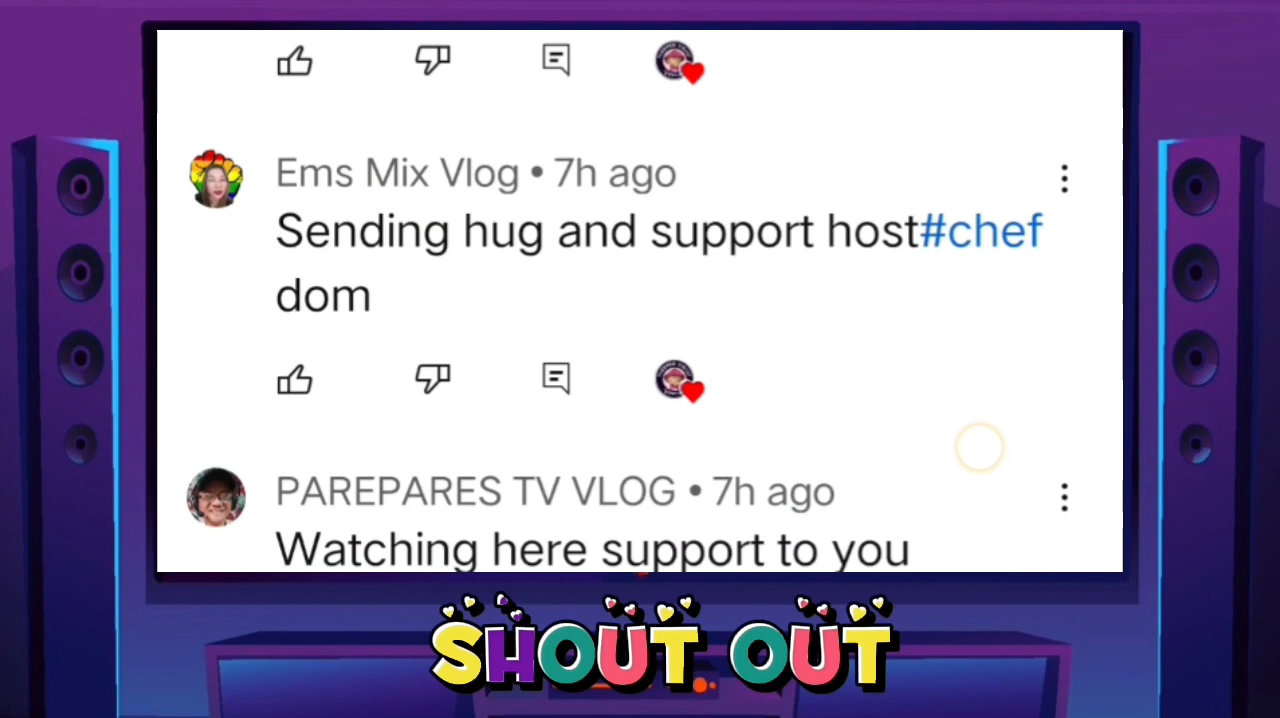 Ems Mix Vlog • 7h ago
Sending hug and support host#chef
dom
PAREPARES TV VLOG • 7h ago
Watching here support to you
SHOUT OUT